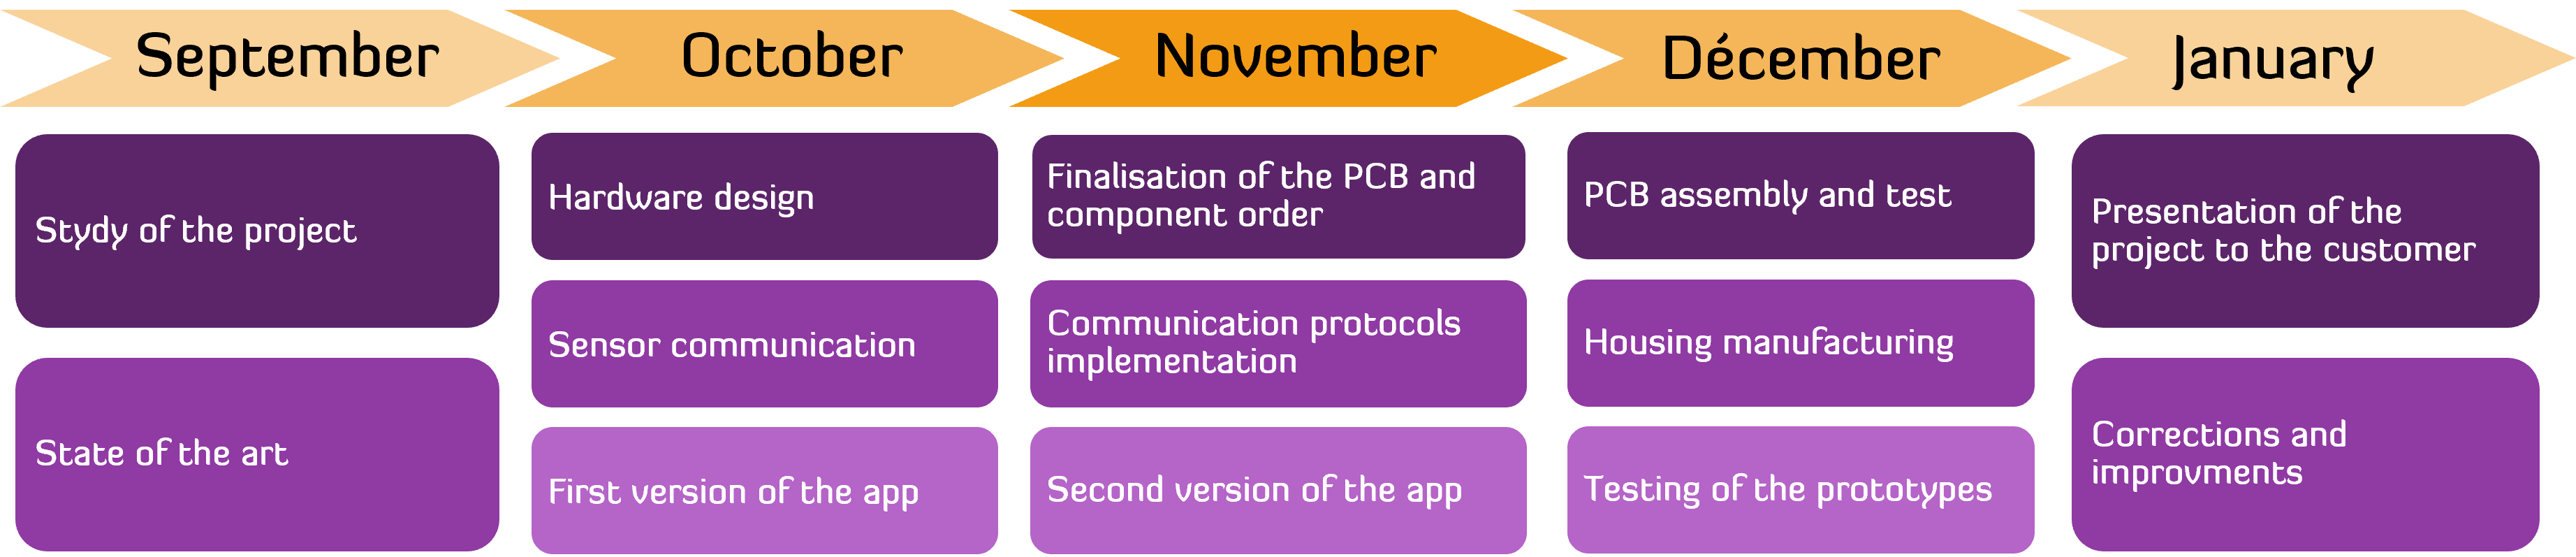 September
October
November
Décember
January
Stydy of the project
State of the art
Hardware design
Sensor communication
First version of the app
Finalisation of the PCB and
component order
Communication protocols
implementation
Second version of the app
PCB assembly and test
Housing manufacturing
Testing of the prototypes
Presentation of the
project to the customer
Corrections and
improvments